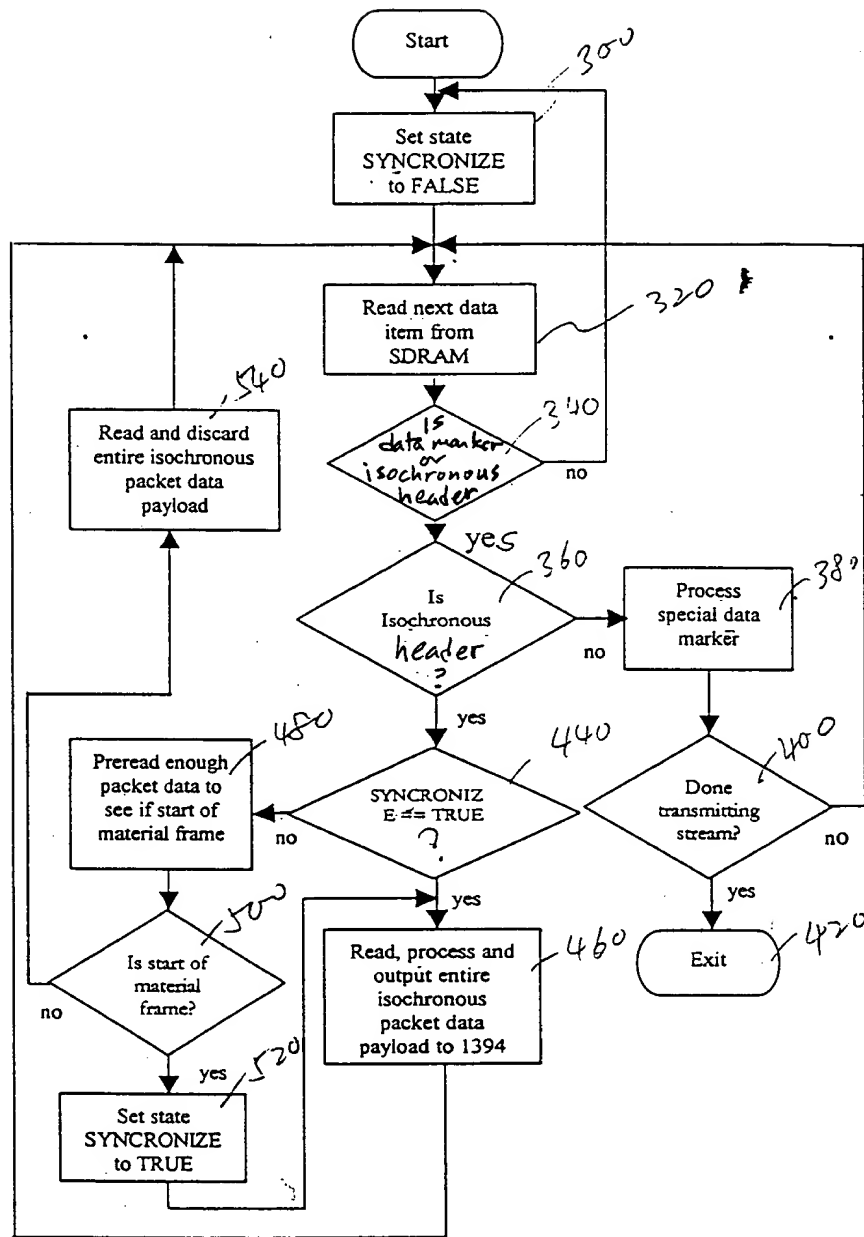 Start
300
Set state
SYNCRONIZE
to FALSE
Read next data
item from
SDRAM
320
540
Read and discard
entire isochronous
packet data
payload
340
is
data marker
or
isochronous
header
no
yes
360
Is
Isochronous
header
?
no
380
Process
special data
marker
yes
480
Preread enough
packet data to
see if start of
material frame
440
SYNCRONIZ
E == TRUE
?
no
yes
400
Done
transmitting
stream?
no
yes
500
Is start of
material
frame?
no
yes
460
Read, process and
output entire
isochronous
packet data
payload to 1394
Exit
420
520
Set state
SYNCRONIZE
to TRUE